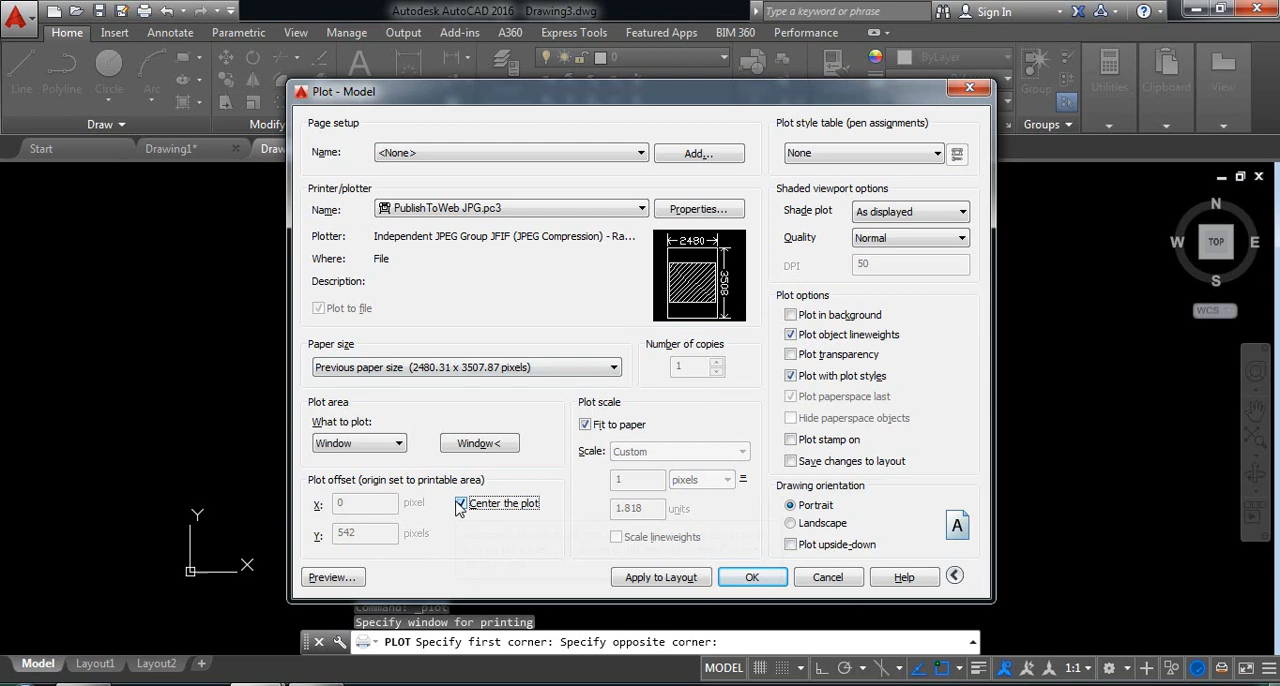 Autodesk AutoCAD 2016 Drawing3.dwg
Type a keyword or phrase
Sign In
Home Insert Annotate Parametric View Manage Output Add-ins A360 Express Tools Featured Apps BIM 360 Performance
Line Polyline Circle Arc
0
ByLayer
Group Utilities Clipboard View
Draw Modify Groups
Start Drawing1*
Plot - Model
Page setup
Name: <None> Add...
Printer/plotter
Name: PublishToWeb JPG.pc3 Properties...
Plotter: Independent JPEG Group JFIF (JPEG Compression) - Ra...
Where: File
Description:
Plot to file
2480
3508
Paper size
Previous paper size (2480.31 x 3507.87 pixels)
Number of copies
1
Plot area
What to plot:
Window Window<
Plot offset (origin set to printable area)
X: 0 pixel
Center the plot
Y: 542 pixels
Plot scale
Fit to paper
Scale: Custom
1 pixels =
1.818 units
Scale lineweights
Plot style table (pen assignments)
None
Shaded viewport options
Shade plot As displayed
Quality Normal
DPI 50
Plot options
Plot in background
Plot object lineweights
Plot transparency
Plot with plot styles
Plot paperspace last
Hide paperspace objects
Plot stamp on
Save changes to layout
Drawing orientation
Portrait
Landscape
Plot upside-down
A
Preview... Apply to Layout OK Cancel Help
N
W TOP E
S
WCS
Y
X
Command: _plot
Specify window for printing
PLOT Specify first corner: Specify opposite corner:
Model Layout1 Layout2 +
MODEL 1:1